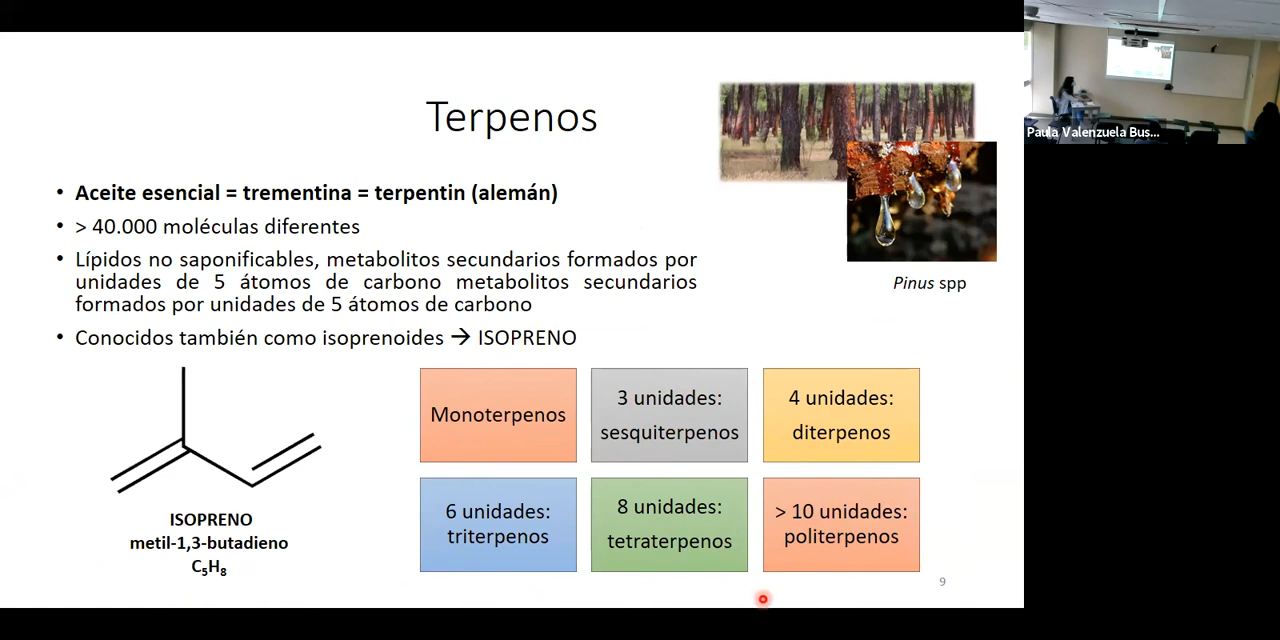 Terpenos
• Aceite esencial = trementina = terpentin (alemán)
• > 40.000 moléculas diferentes
• Lípidos no saponificables, metabolitos secundarios formados por
unidades de 5 átomos de carbono metabolitos secundarios
formados por unidades de 5 átomos de carbono
• Conocidos también como isoprenoides → ISOPRENO
Pinus spp
ISOPRENO
metil-1,3-butadieno
C₅H₈
Monoterpenos
3 unidades:
sesquiterpenos
4 unidades:
diterpenos
6 unidades:
triterpenos
8 unidades:
tetraterpenos
> 10 unidades:
politerpenos
9
Paula Valenzuela Bus...